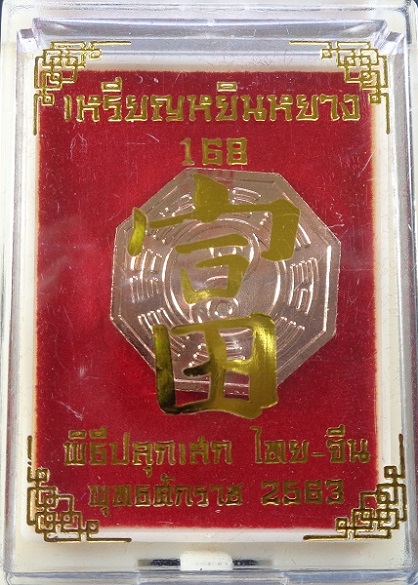 เหรียญหยินหยาง
168
富
พิธีปลุกเสก ไทย-จีน
พุทธศักราช 2563